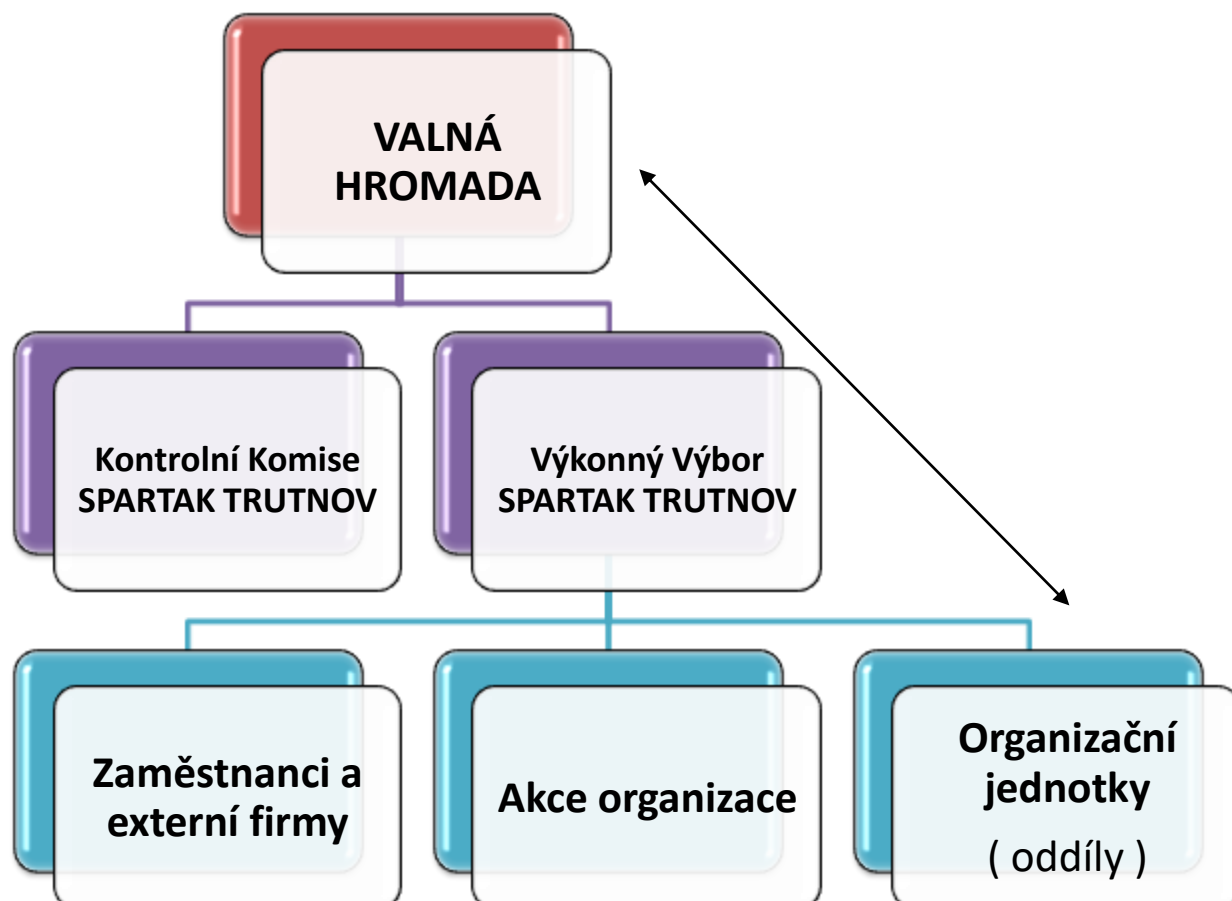 VALNÁ
HROMADA
Kontrolní Komise
SPARTAK TRUTNOV
Výkonný Výbor
SPARTAK TRUTNOV
Zaměstnanci a
externí firmy
Akce organizace
Organizační
jednotky
( oddíly )